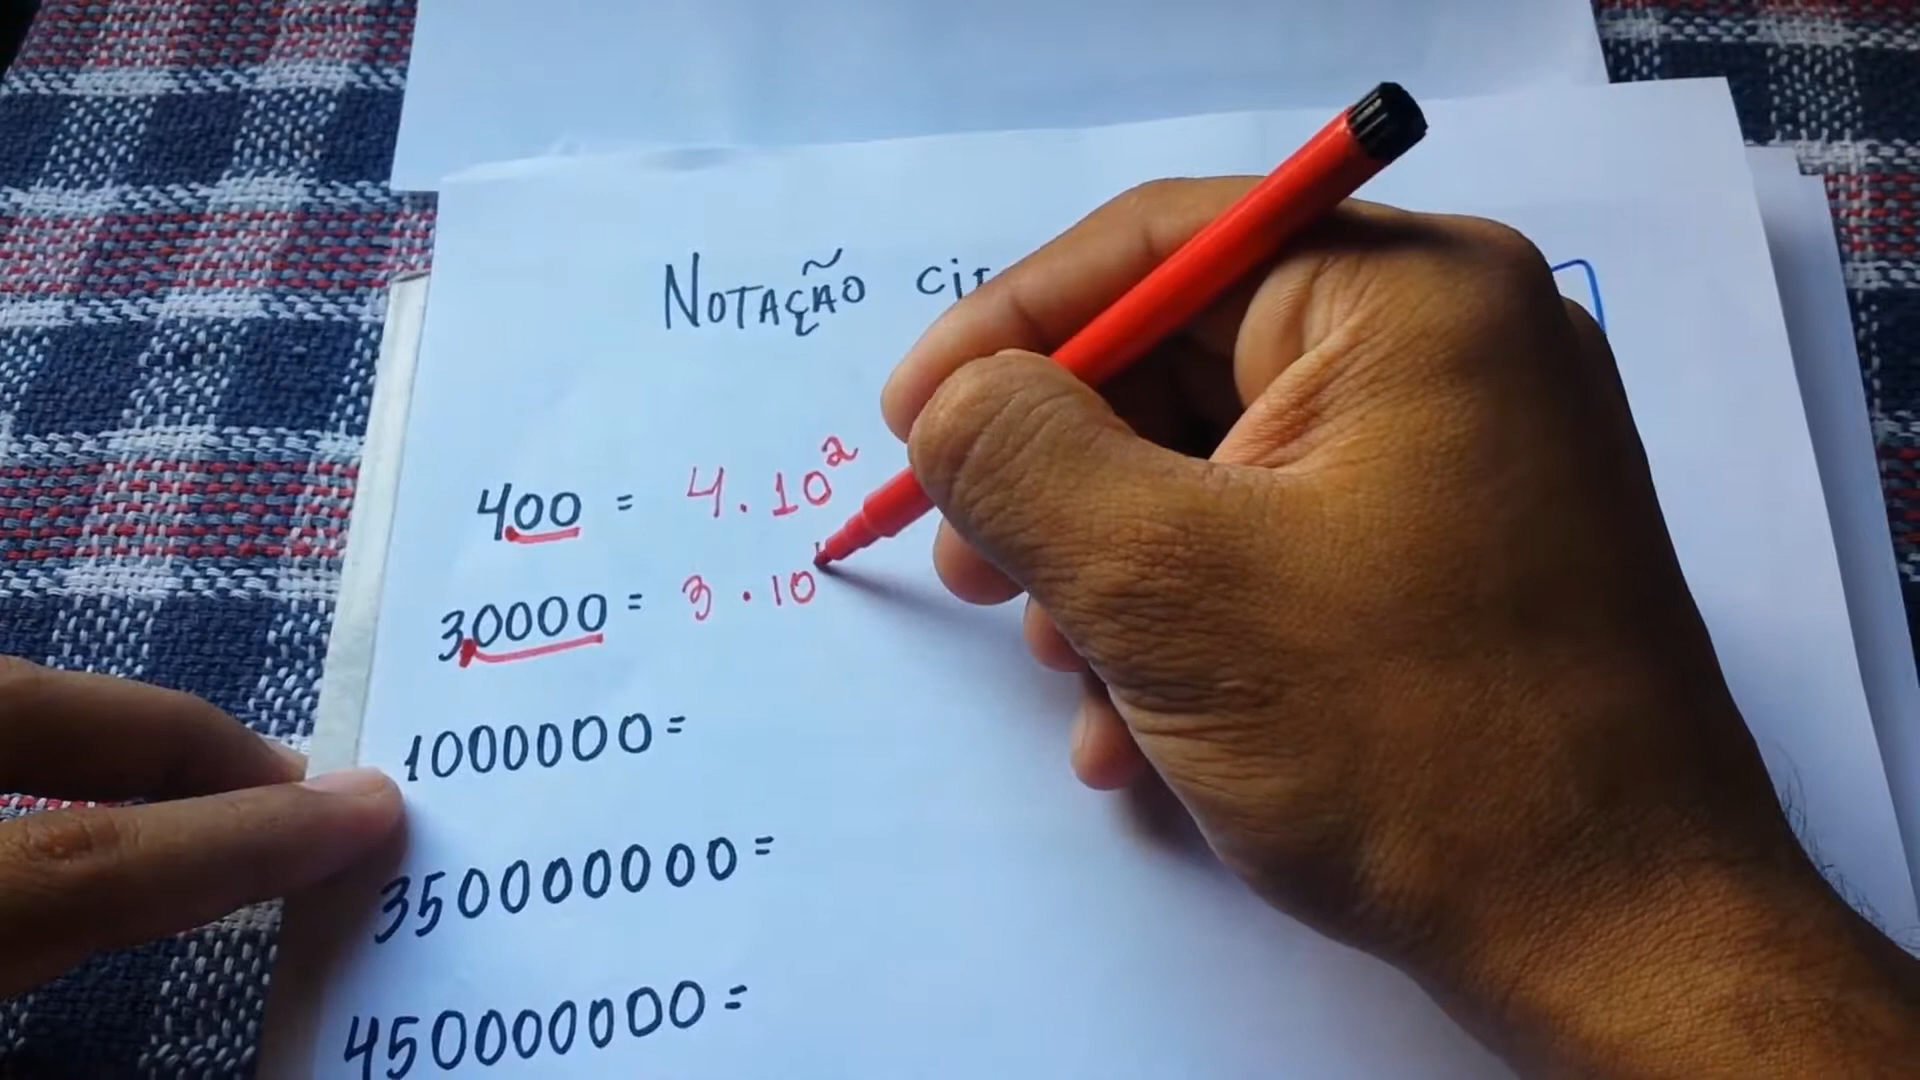 NOTAÇÃO
400 = 4 . 10²
30000 = 3 . 10
1000000 =
350000000 =
450000000 =